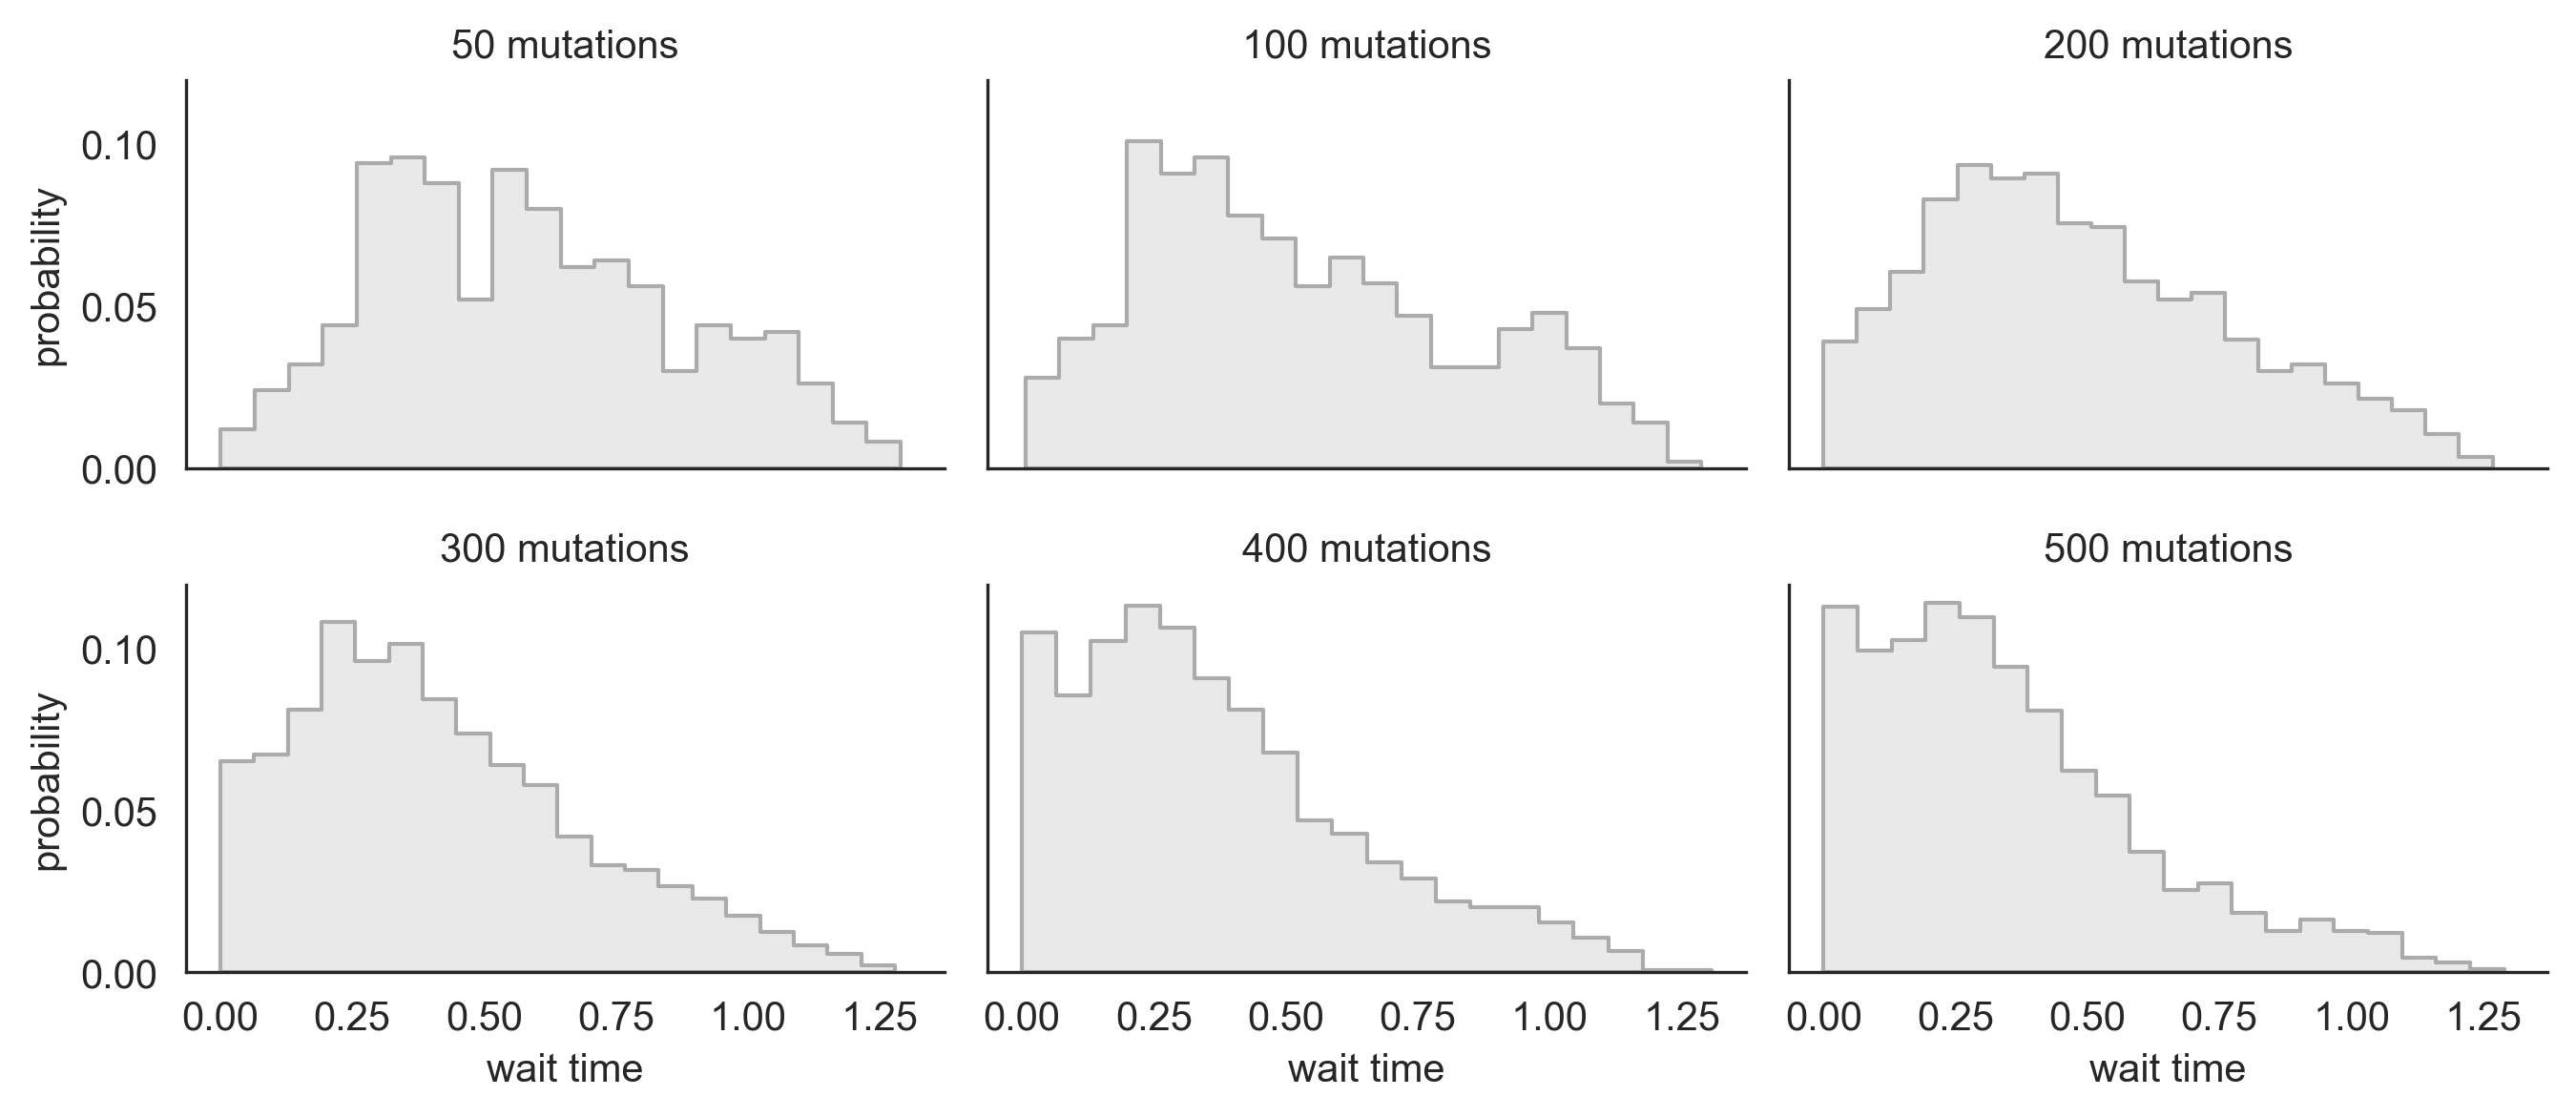 50 mutations
100 mutations
200 mutations
probability
0.10
0.05
0.00
300 mutations
400 mutations
500 mutations
probability
0.10
0.05
0.00
0.00 0.25 0.50 0.75 1.00 1.25
0.00 0.25 0.50 0.75 1.00 1.25
0.00 0.25 0.50 0.75 1.00 1.25
wait time
wait time
wait time